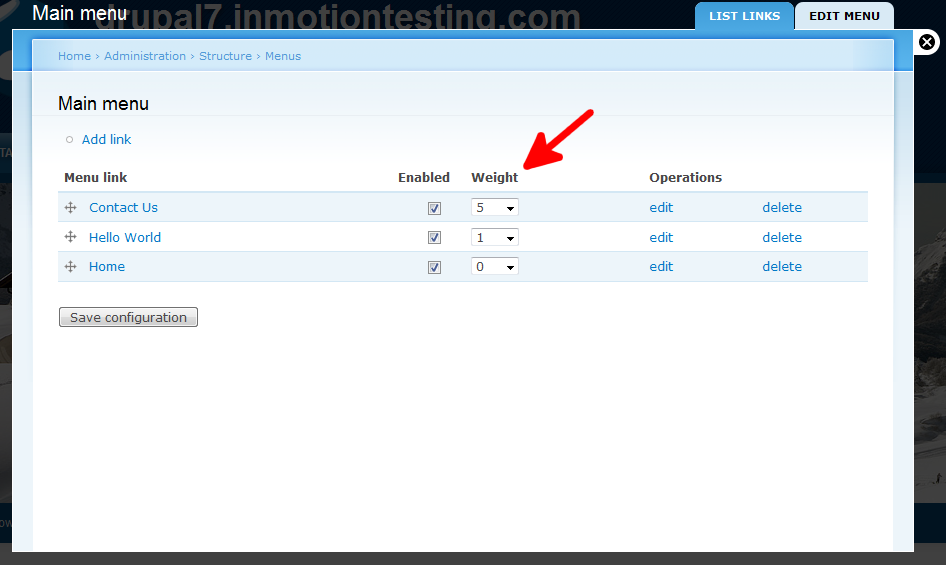 Main menu
drupal7.inmotiontesting.com
LIST LINKS
EDIT MENU
Home › Administration › Structure › Menus
Main menu
Add link
Menu link Enabled Weight Operations
Contact Us 5 edit delete
Hello World 1 edit delete
Home 0 edit delete
Save configuration